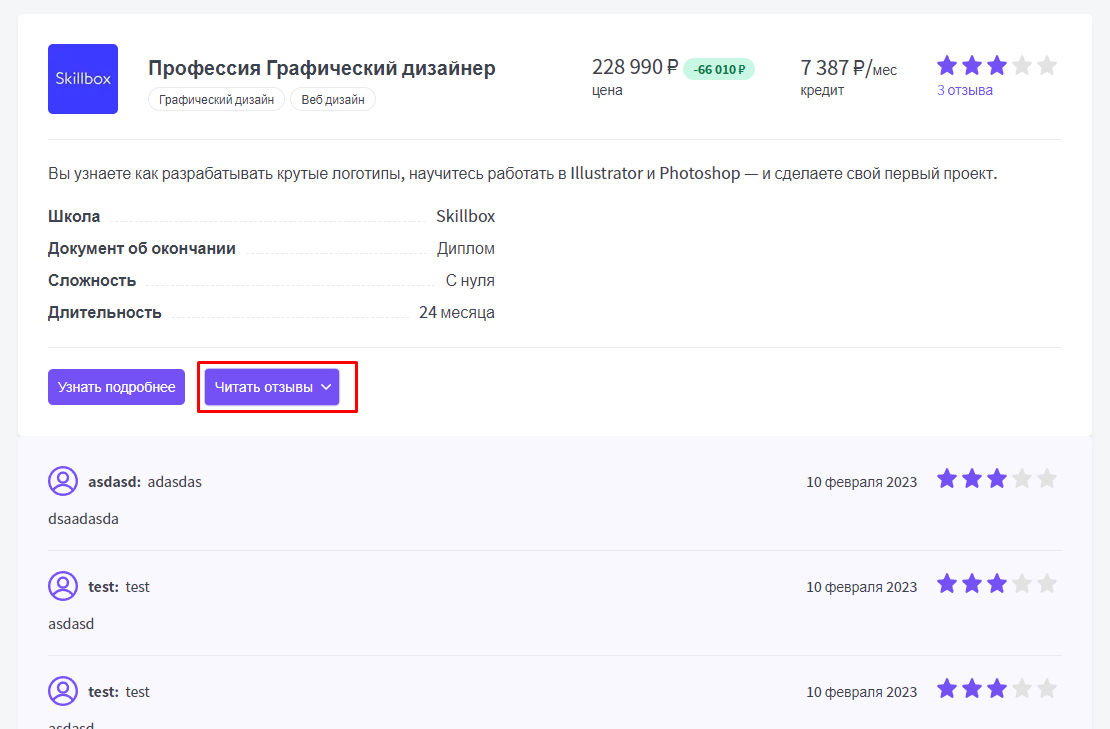 Skillbox
Профессия Графический дизайнер
Графический дизайн Веб дизайн
228 990 ₽ -66 010 ₽
цена
7 387 ₽/мес
кредит
3 отзыва
Вы узнаете как разрабатывать крутые логотипы, научитесь работать в Illustrator и Photoshop — и сделаете свой первый проект.
Школа Skillbox
Документ об окончании Диплом
Сложность С нуля
Длительность 24 месяца
Узнать подробнее Читать отзывы
asdasd: adasdas 10 февраля 2023
dsaadasda
test: test 10 февраля 2023
asdasd
test: test 10 февраля 2023
asdasd